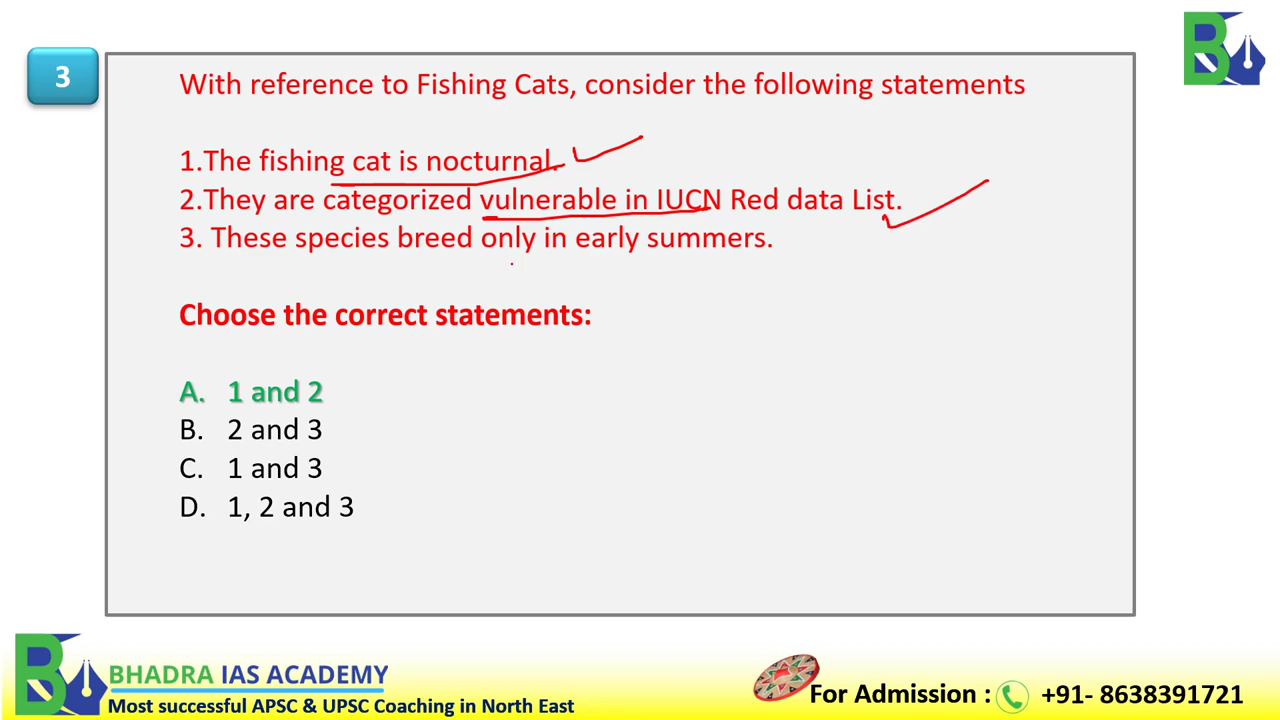 3
With reference to Fishing Cats, consider the following statements
1.The fishing cat is nocturnal.
2.They are categorized vulnerable in IUCN Red data List.
3. These species breed only in early summers.
Choose the correct statements:
A. 1 and 2
B. 2 and 3
C. 1 and 3
D. 1, 2 and 3
BHADRA IAS ACADEMY
Most successful APSC & UPSC Coaching in North East
For Admission : +91- 8638391721